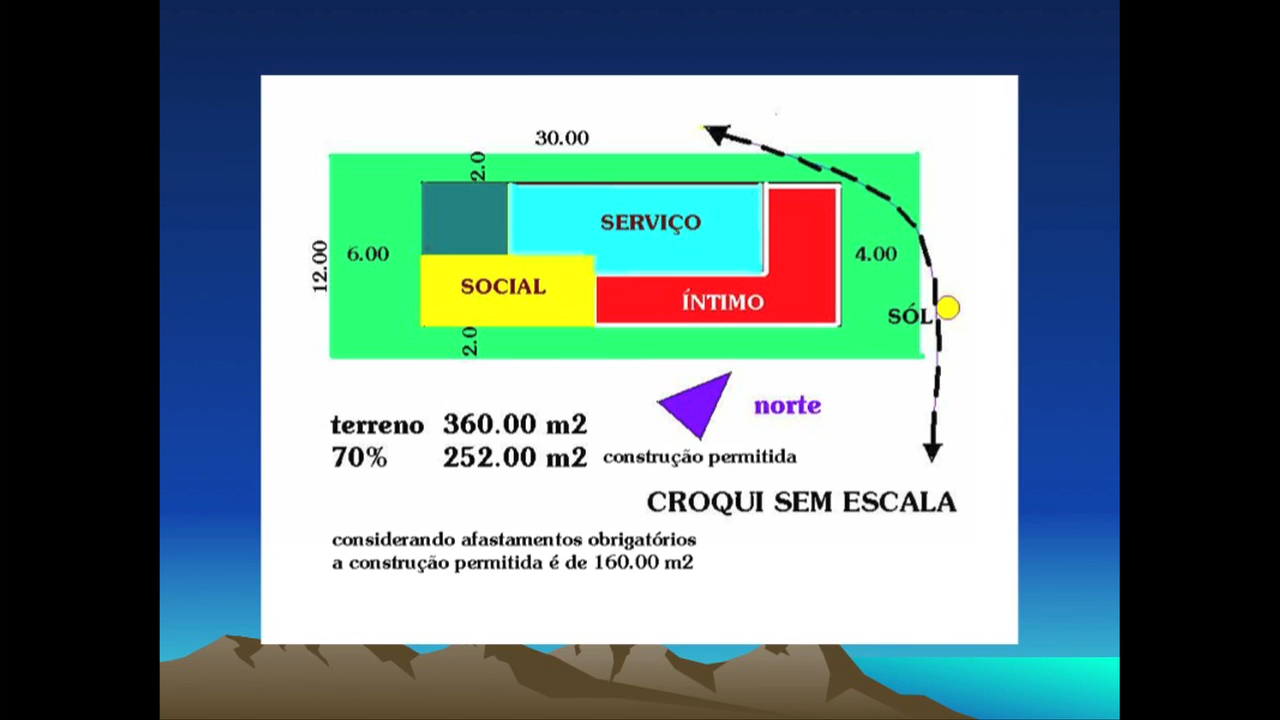 30.00
2.0
SERVIÇO
12.00
6.00
4.00
SOCIAL
ÍNTIMO
SÓL
2.0
norte
terreno 360.00 m2
70% 252.00 m2 construção permitida
CROQUI SEM ESCALA
considerando afastamentos obrigatórios
a construção permitida é de 160.00 m2